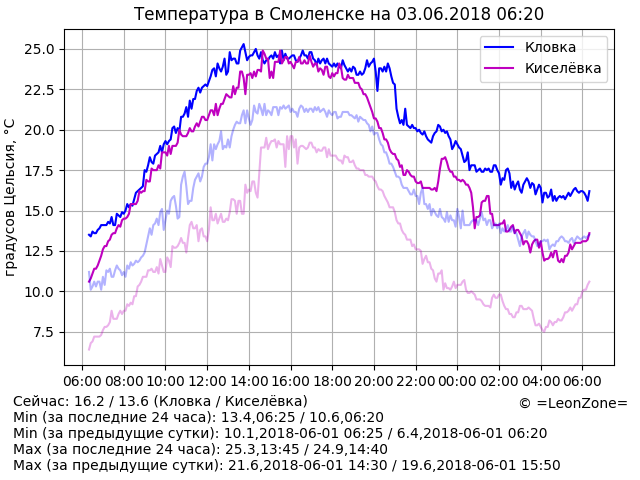 Температура в Смоленске на 03.06.2018 06:20
Кловка
Киселёвка
градусов Цельсия, °C
25.0
22.5
20.0
17.5
15.0
12.5
10.0
7.5
06:00 08:00 10:00 12:00 14:00 16:00 18:00 20:00 22:00 00:00 02:00 04:00 06:00
Сейчас: 16.2 / 13.6 (Кловка / Киселёвка)
© =LeonZone=
Min (за последние 24 часа): 13.4,06:25 / 10.6,06:20
Min (за предыдущие сутки): 10.1,2018-06-01 06:25 / 6.4,2018-06-01 06:20
Max (за последние 24 часа): 25.3,13:45 / 24.9,14:40
Max (за предыдущие сутки): 21.6,2018-06-01 14:30 / 19.6,2018-06-01 15:50